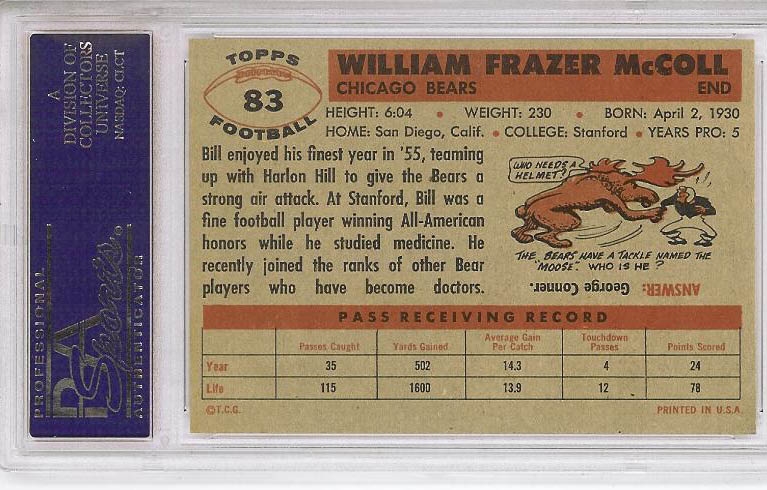 A
DIVISION OF
COLLECTORS
UNIVERSE
NASDAQ: CLCT
PROFESSIONAL
PSA
Sports
AUTHENTICATOR
TOPPS
83
FOOTBALL
WILLIAM FRAZER McCOLL
CHICAGO BEARS END
HEIGHT: 6:04 • WEIGHT: 230 • BORN: April 2, 1930
HOME: San Diego, Calif. • COLLEGE: Stanford • YEARS PRO: 5
Bill enjoyed his finest year in '55, teaming
up with Harlon Hill to give the Bears a
strong air attack. At Stanford, Bill was a
fine football player winning All-American
honors while he studied medicine. He
recently joined the ranks of other Bear
players who have become doctors.
WHO NEEDS A
HELMET?
!!
THE BEARS HAVE A TACKLE NAMED THE
"MOOSE". WHO IS HE?
ANSWER: George Conner.
PASS RECEIVING RECORD
Passes Caught Yards Gained Average Gain Per Catch Touchdown Passes Points Scored
Year 35 502 14.3 4 24
Life 115 1600 13.9 12 78
©T.C.G. PRINTED IN U.S.A.